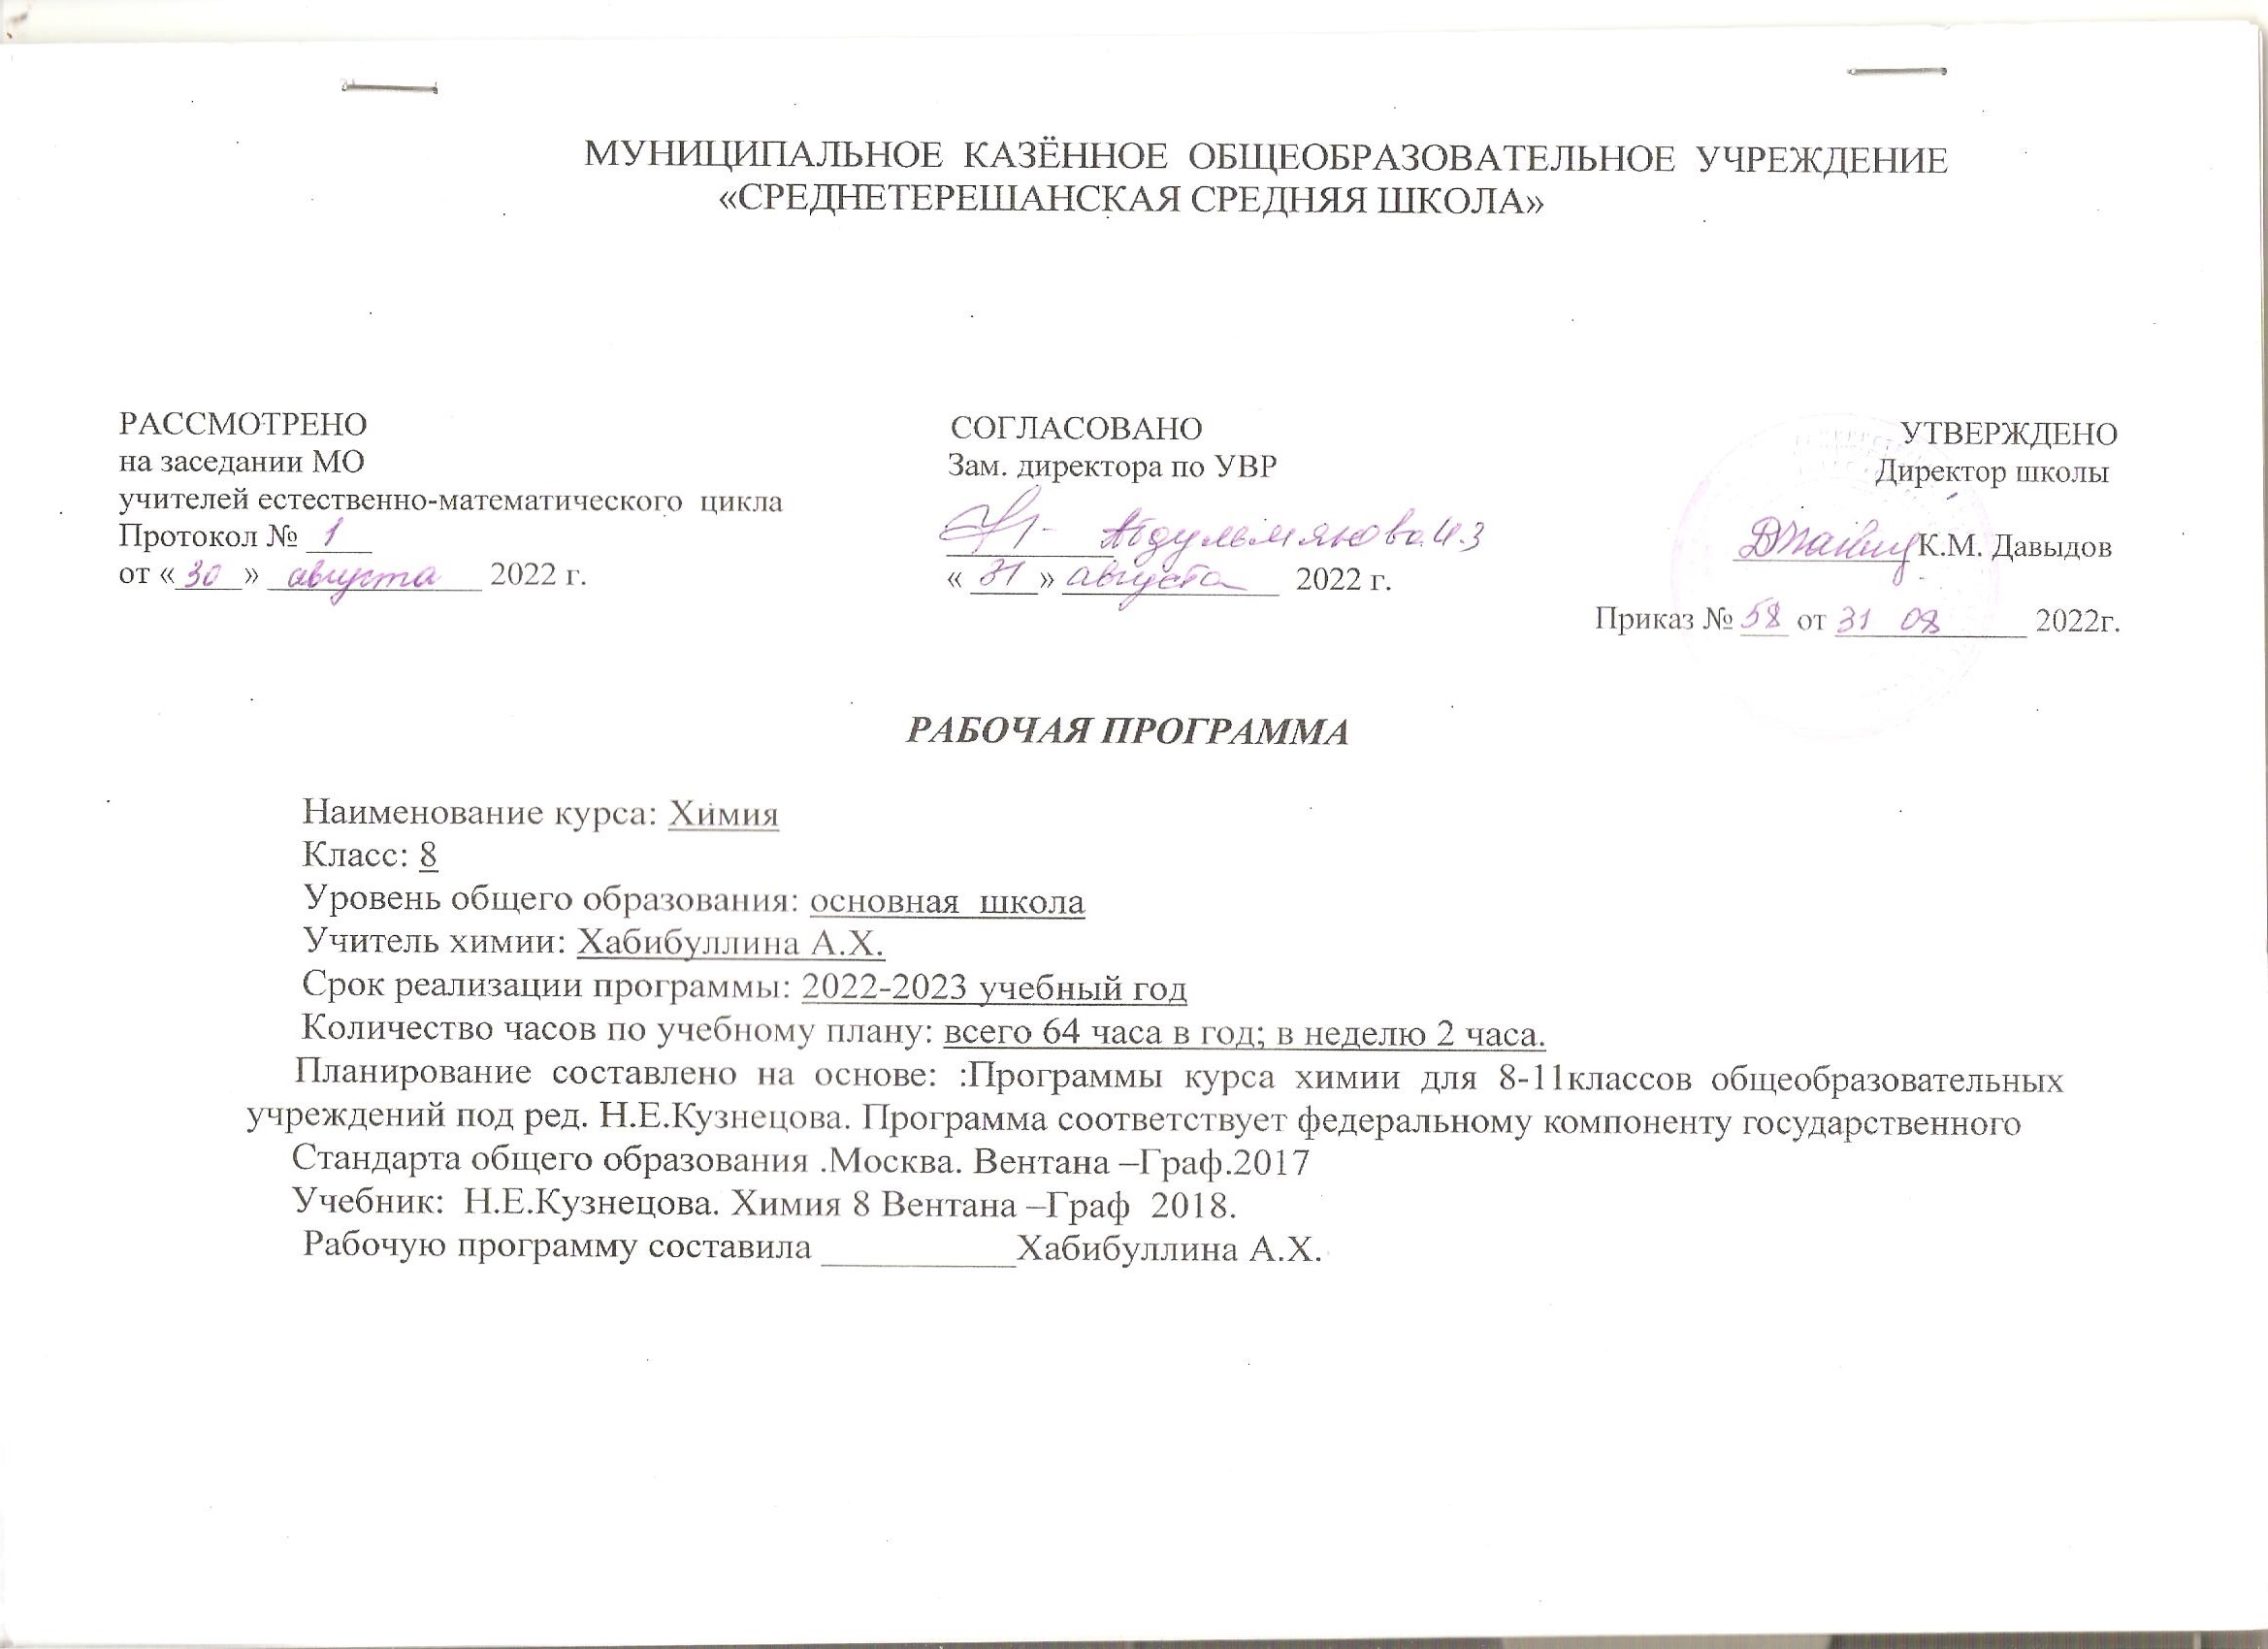 МУНИЦИПАЛЬНОЕ КАЗЁННОЕ ОБЩЕОБРАЗОВАТЕЛЬНОЕ УЧРЕЖДЕНИЕ
«СРЕДНЕТЕРЕШАНСКАЯ СРЕДНЯЯ ШКОЛА»
РАССМОТРЕНО
на заседании МО
учителей естественно-математического цикла
Протокол № 1
от «30» августа 2022 г.
СОГЛАСОВАНО
Зам. директора по УВР
Абдульмянова
«31» августа 2022 г.
УТВЕРЖДЕНО
Директор школы
К.М. Давыдов
Приказ № 58 от 31 08 2022г.
РАБОЧАЯ ПРОГРАММА
Наименование курса: Химия
Класс: 8
Уровень общего образования: основная школа
Учитель химии: Хабибуллина А.Х.
Срок реализации программы: 2022-2023 учебный год
Количество часов по учебному плану: всего 64 часа в год; в неделю 2 часа.
Планирование составлено на основе: :Программы курса химии для 8-11классов общеобразовательных
учреждений под ред. Н.Е.Кузнецова. Программа соответствует федеральному компоненту государственного
Стандарта общего образования .Москва. Вентана –Граф.2017
Учебник: Н.Е.Кузнецова. Химия 8 Вентана –Граф 2018.
Рабочую программу составила __________Хабибуллина А.Х.